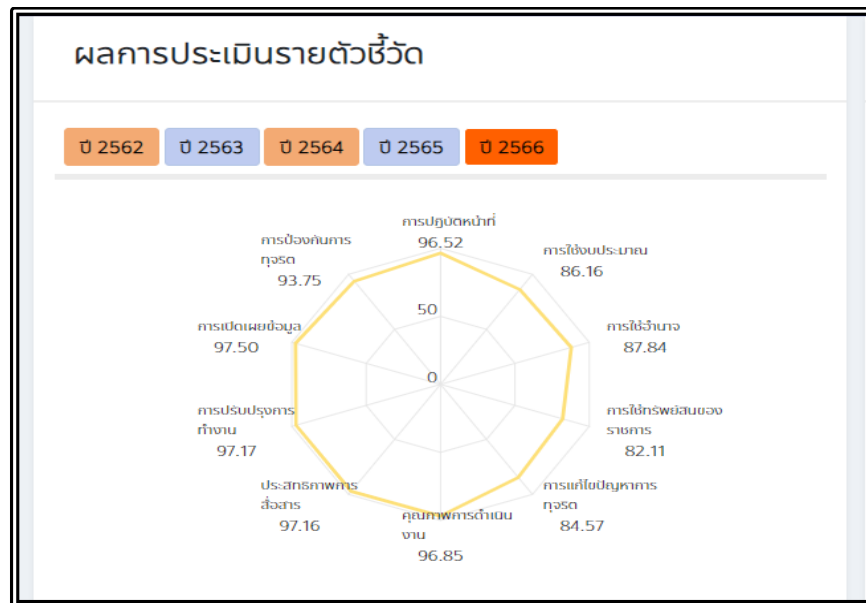 ผลการประเมินรายตัวชี้วัด
ปี 2562 ปี 2563 ปี 2564 ปี 2565 ปี 2566
การปฏิบัติหน้าที่
96.52
การใช้งบประมาณ
86.16
การใช้อำนาจ
87.84
การใช้ทรัพย์สินของ
ราชการ
82.11
การแก้ไขปัญหาการ
ทุจริต
84.57
คุณภาพการดำเนิน
งาน
96.85
ประสิทธิภาพการ
สื่อสาร
97.16
การปรับปรุงการ
ทำงาน
97.17
การเปิดเผยข้อมูล
97.50
การป้องกันการ
ทุจริต
93.75
50
0